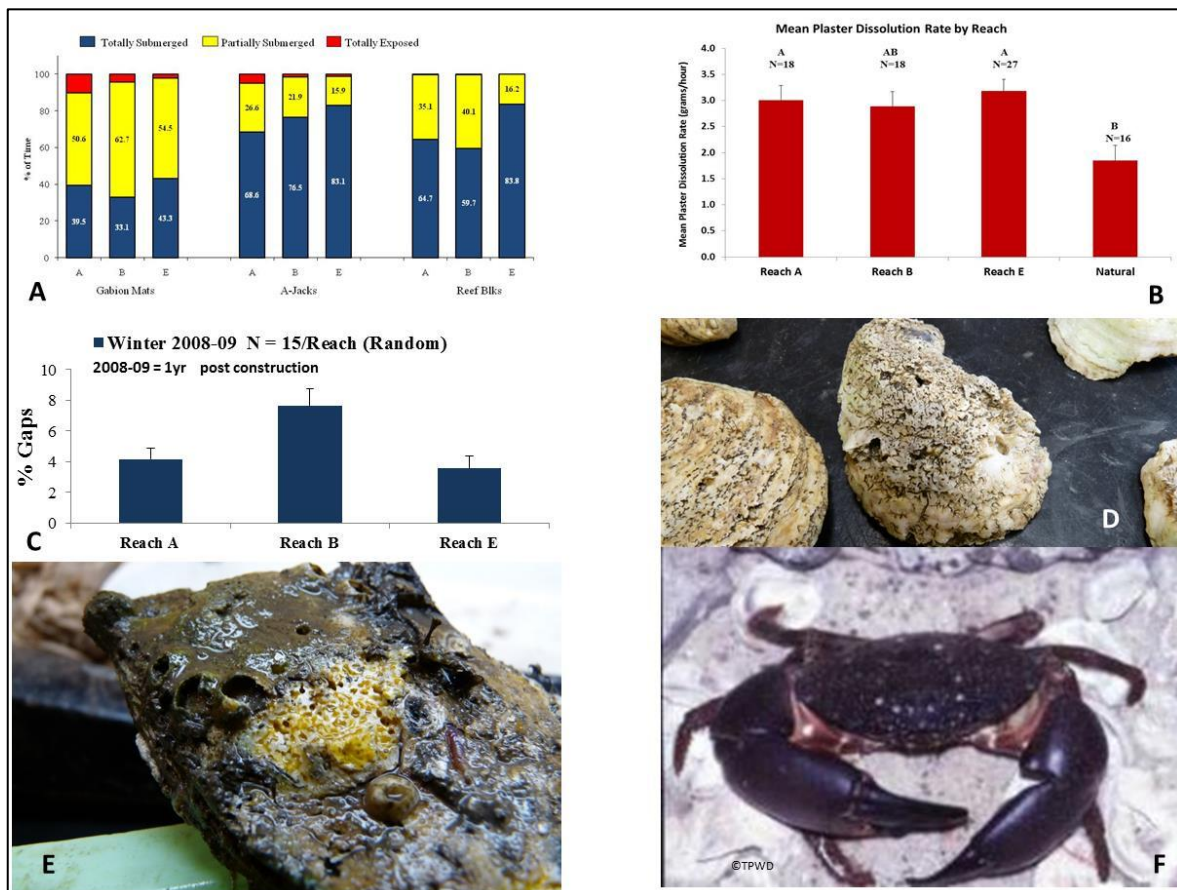 Totally Submerged Partially Submerged Totally Exposed
% of Time
100
80
60
40
20
0
50.6 62.7 54.5 26.6 21.9 15.9 35.1 40.1 16.2
39.5 33.1 43.3 68.6 76.5 83.1 64.7 59.7 83.8
A B E A B E A B E
Gabion Mats A-Jacks Reef Blks
A
Mean Plaster Dissolution Rate by Reach
Mean Plaster Dissolution Rate (grams/hour)
4.0
3.5
3.0
2.5
2.0
1.5
1.0
0.5
0.0
A AB A B
N=18 N=18 N=27 N=16
Reach A Reach B Reach E Natural
B
Winter 2008-09 N = 15/Reach (Random)
2008-09 = 1yr post construction
% Gaps
10
8
6
4
2
0
Reach A Reach B Reach E
C
D
E
©TPWD
F